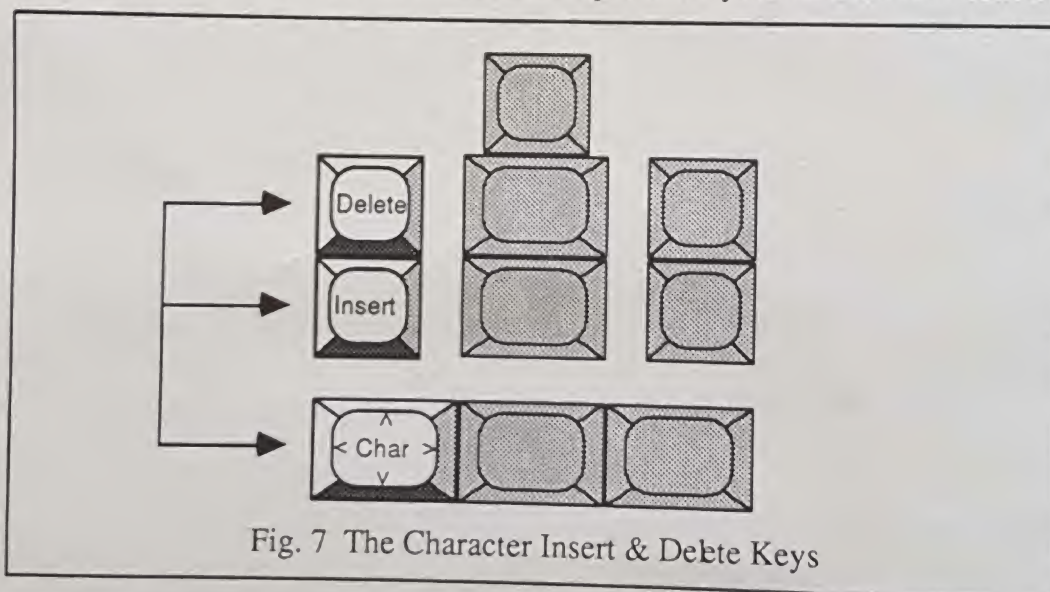 Delete
Insert
^
< Char >
v
Fig. 7 The Character Insert & Delete Keys